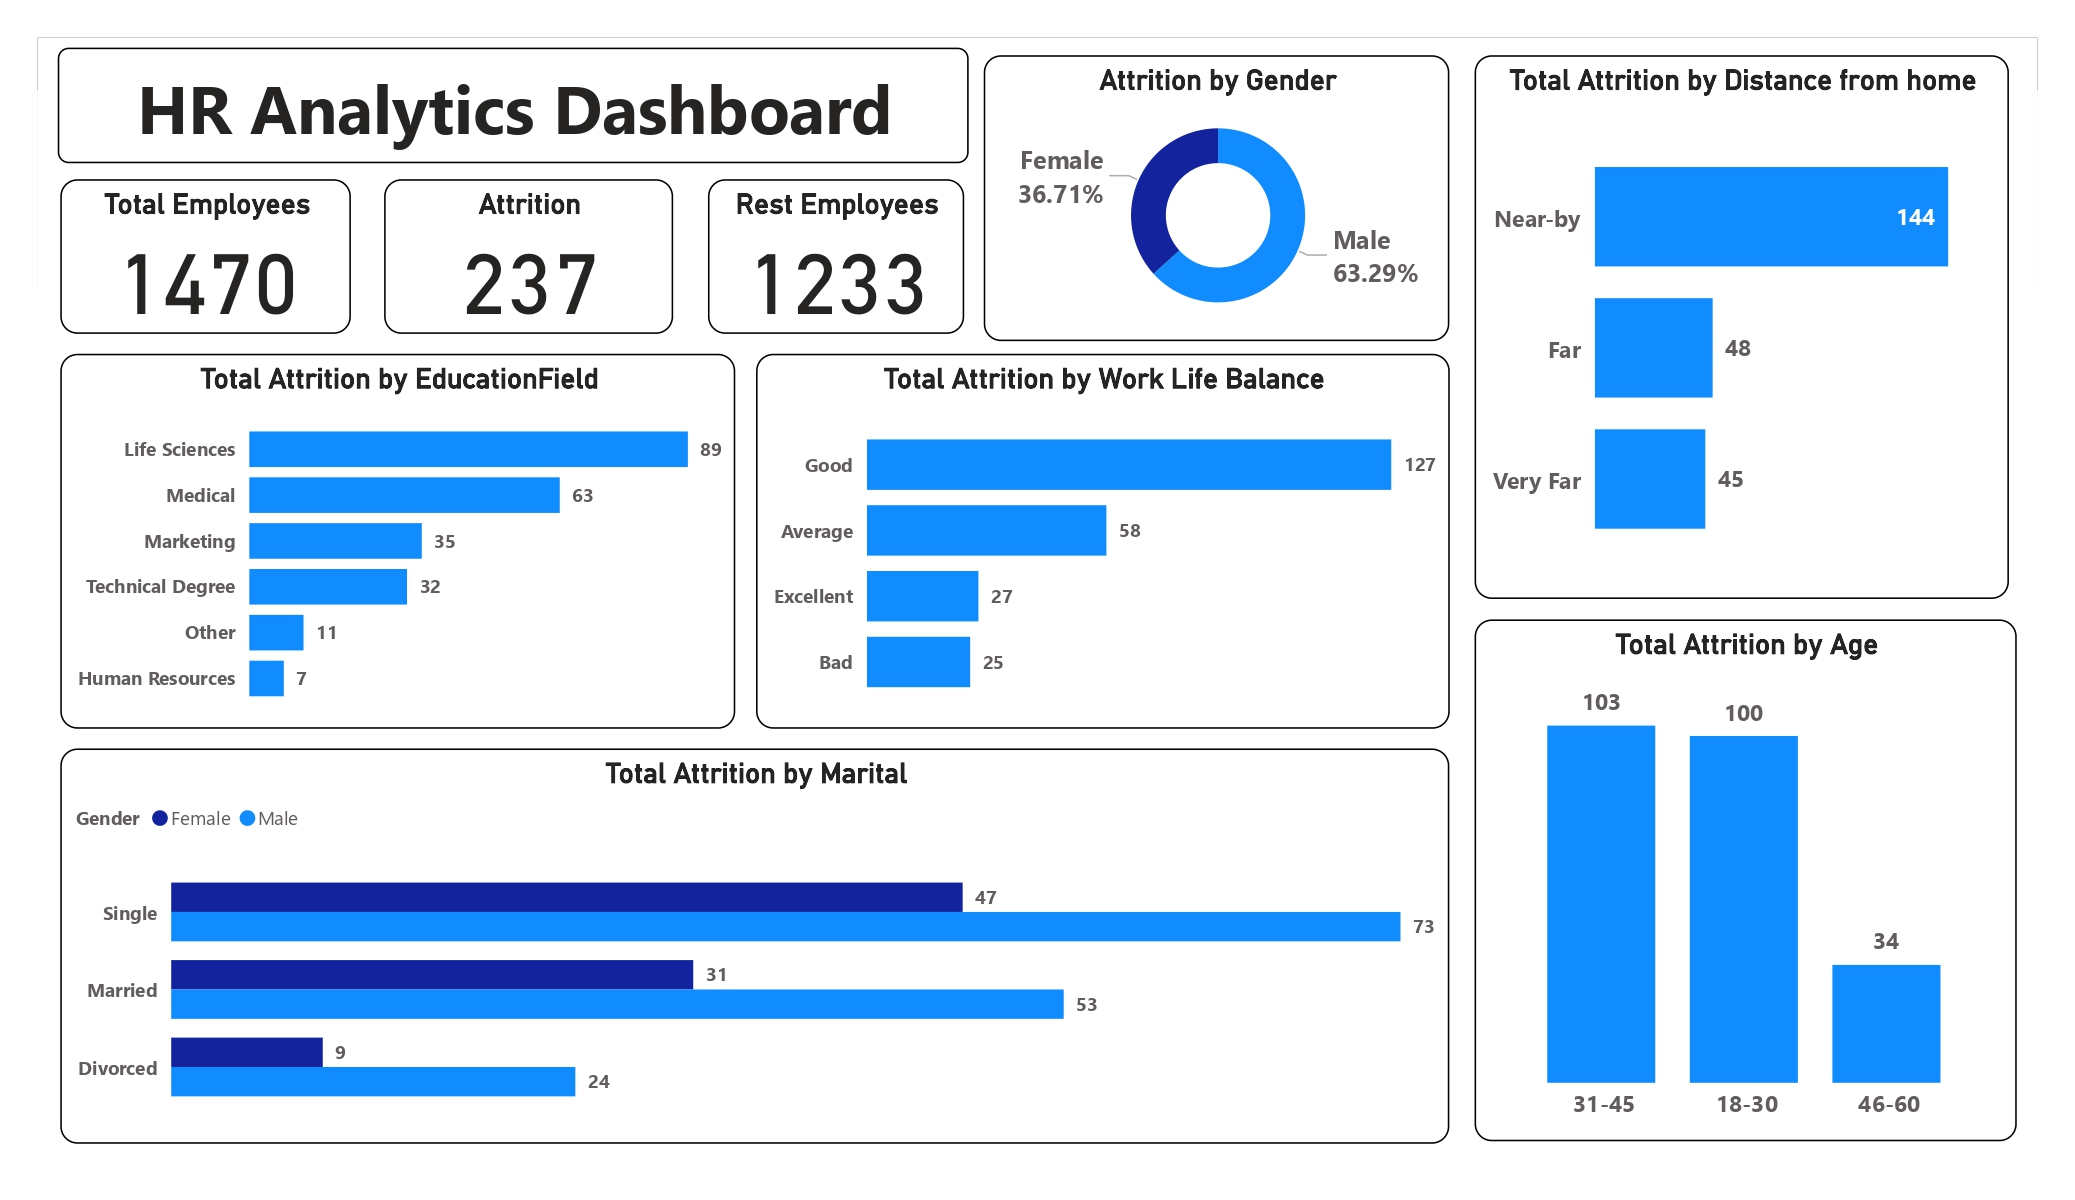 HR Analytics Dashboard
Total Employees
1470
Attrition
237
Rest Employees
1233
Attrition by Gender
Female
36.71%
Male
63.29%
Total Attrition by Distance from home
Near-by 144
Far 48
Very Far 45
Total Attrition by EducationField
Life Sciences 89
Medical 63
Marketing 35
Technical Degree 32
Other 11
Human Resources 7
Total Attrition by Work Life Balance
Good 127
Average 58
Excellent 27
Bad 25
Total Attrition by Age
103 100 34
31-45 18-30 46-60
Total Attrition by Marital
Gender Female Male
Single 47
73
Married 31
53
Divorced 9
24